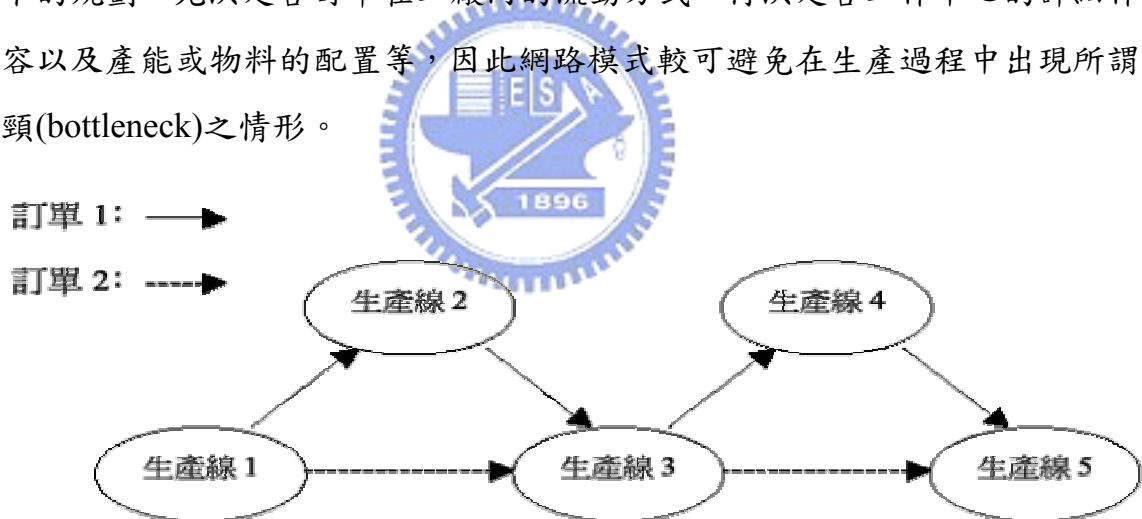 容以及產能或物料的配置等，因此網路模式較可避免在生產過程中出現所謂
頸(bottleneck)之情形。
E S A
1896
訂單 1:
訂單 2:
生產線 2
生產線 4
生產線 1
生產線 3
生產線 5